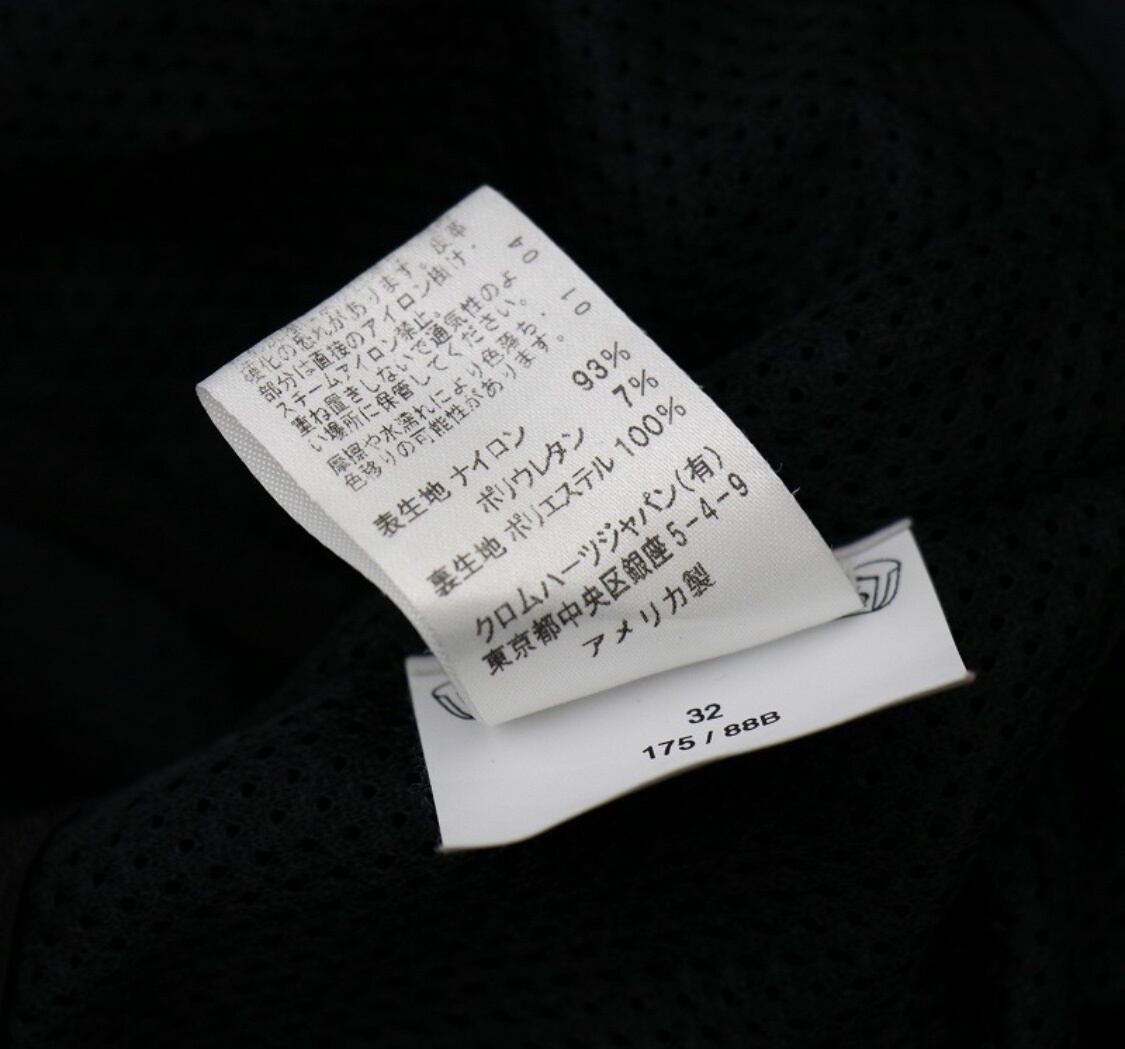 硬化の恐れがあります。皮革
部分は直接のアイロン掛け・
スチームアイロン禁止。
重ね置きしないで通気性のよ
い場所に保管してください。
摩擦や水濡れにより色落ち、
色移りの可能性があります。
04
01
表生地 ナイロン 93%
ポリウレタン 7%
裏生地 ポリエステル 100%
クロムハーツジャパン(有)
東京都中央区銀座5-4-9
アメリカ製
32
175 / 88B